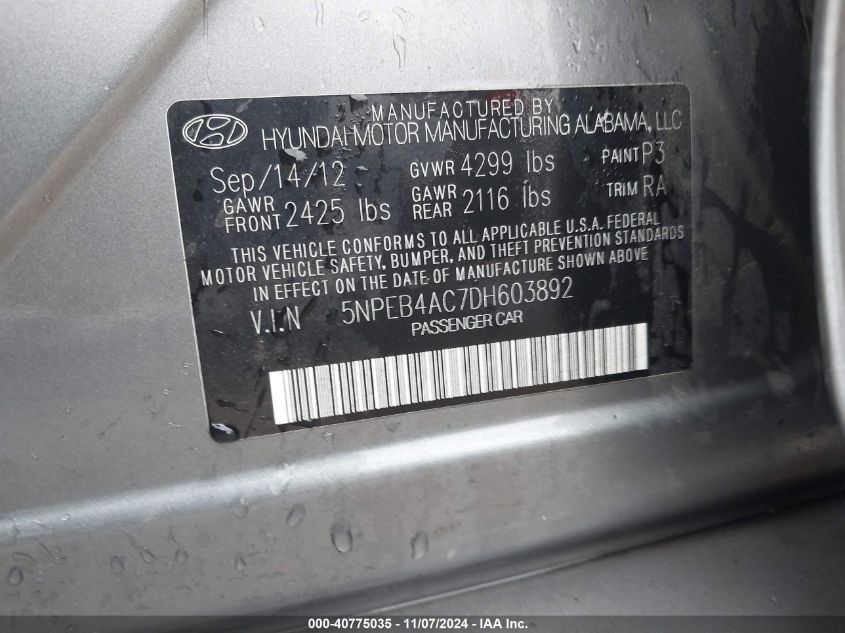 MANUFACTURED BY
HYUNDAI MOTOR MANUFACTURING ALABAMA, LLC
Sep/14/12 GVWR 4299 lbs PAINT P3
GAWR FRONT 2425 lbs GAWR REAR 2116 lbs TRIM RA
THIS VEHICLE CONFORMS TO ALL APPLICABLE U.S.A. FEDERAL
MOTOR VEHICLE SAFETY, BUMPER, AND THEFT PREVENTION STANDARDS
IN EFFECT ON THE DATE OF MANUFACTURE SHOWN ABOVE.
V.I.N 5NPEB4AC7DH603892
PASSENGER CAR
000-40775035 - 11/07/2024 - IAA Inc.